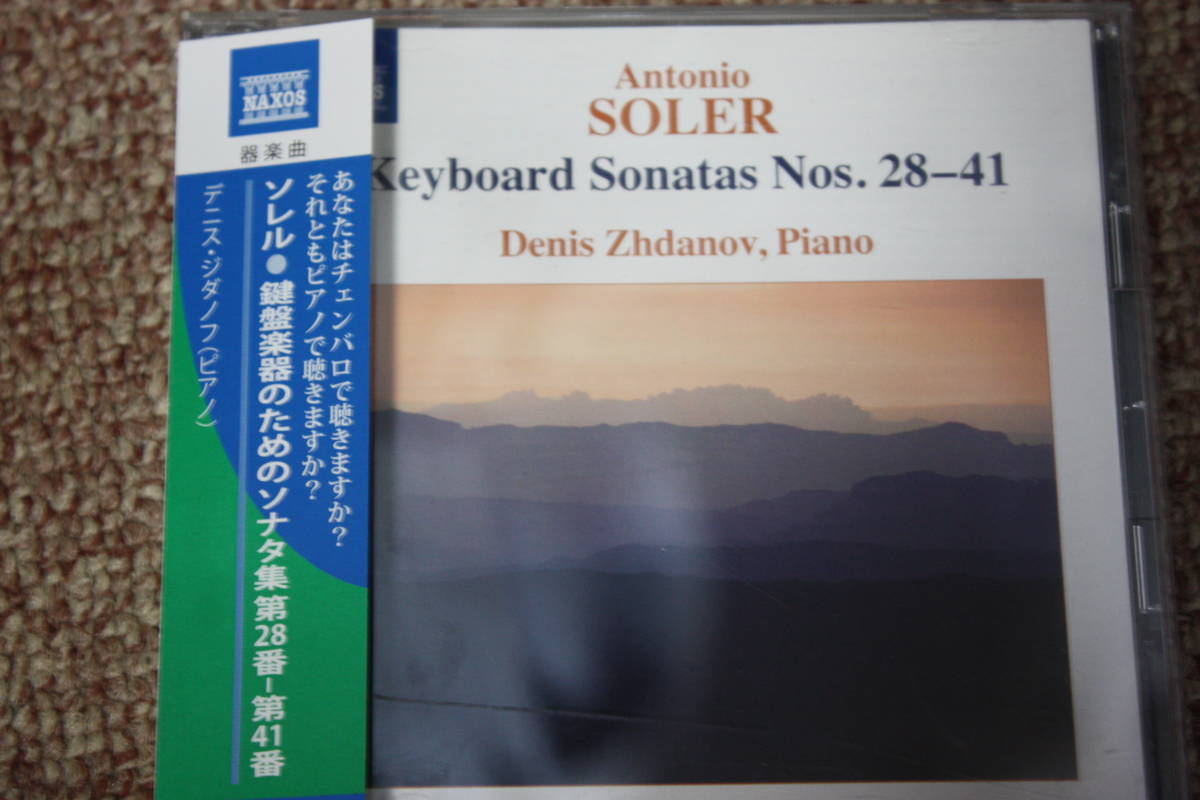 NAXOS
器楽曲
あなたはチェンバロで聴きますか?
それともピアノで聴きますか?
ソレル●鍵盤楽器のためのソナタ集 第28番-第41番
デニス・ジダノフ(ピアノ)
Antonio
SOLER
Keyboard Sonatas Nos. 28–41
Denis Zhdanov, Piano